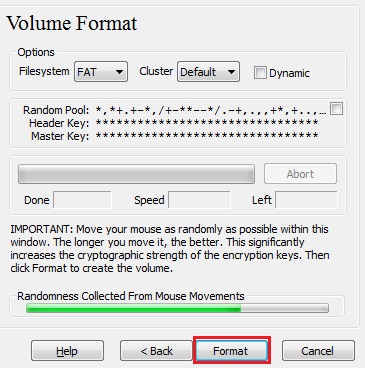 Volume Format
Options
Filesystem FAT Cluster Default Dynamic
Random Pool: *,*+.+-*,/+-**--*/.-+,.,,+*,+..,...
Header Key: ********************************
Master Key: ********************************
Abort
Done Speed Left
IMPORTANT: Move your mouse as randomly as possible within this
window. The longer you move it, the better. This significantly
increases the cryptographic strength of the encryption keys. Then
click Format to create the volume.
Randomness Collected From Mouse Movements
Help < Back Format Cancel